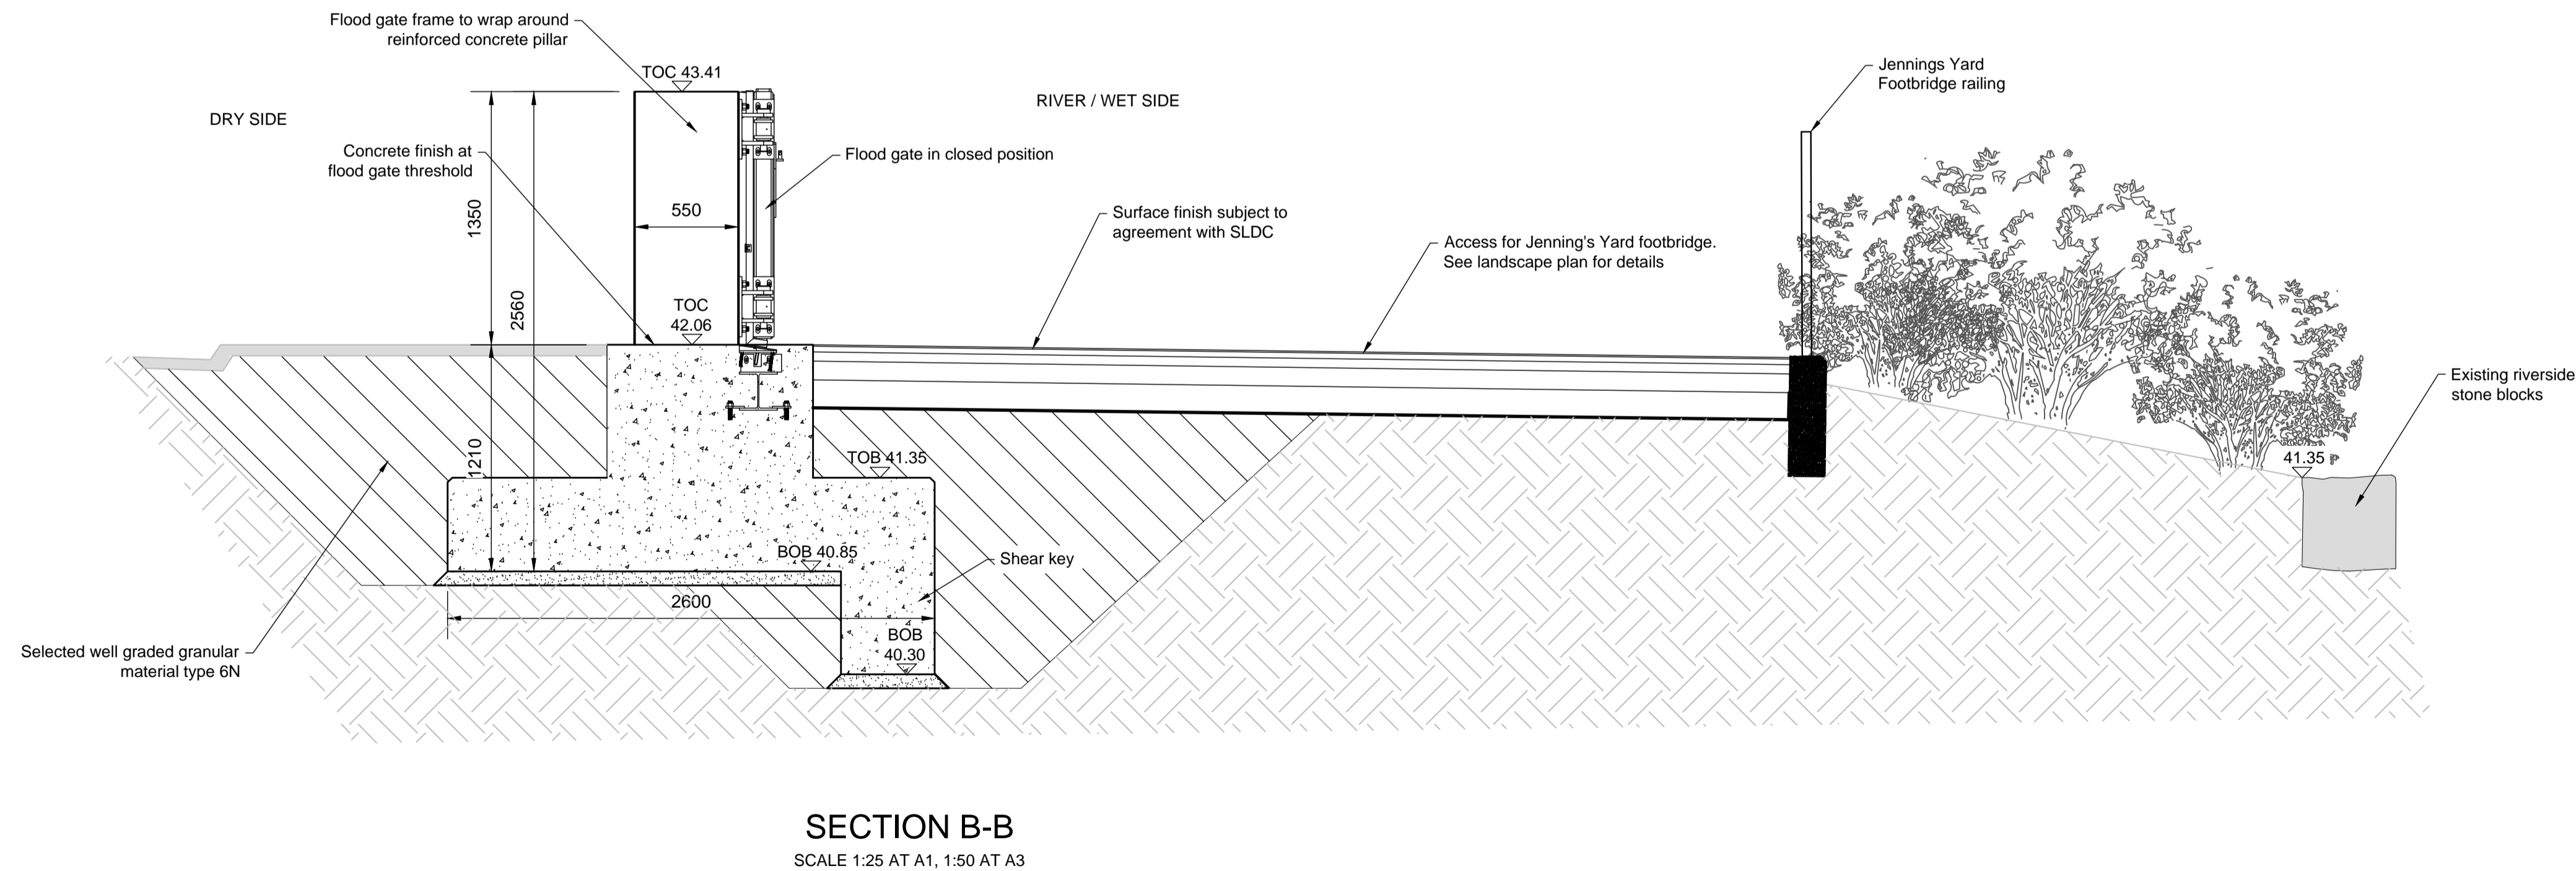 Flood gate frame to wrap around
reinforced concrete pillar
TOC 43.41
DRY SIDE
RIVER / WET SIDE
Jennings Yard
Footbridge railing
Concrete finish at
flood gate threshold
Flood gate in closed position
1350
2560
550
Surface finish subject to
agreement with SLDC
Access for Jenning's Yard footbridge.
See landscape plan for details
TOC
42.06
Existing riverside
stone blocks
1210
TOB 41.35
41.35
BOB 40.85
Shear key
2600
BOB
40.30
Selected well graded granular
material type 6N
SECTION B-B
SCALE 1:25 AT A1, 1:50 AT A3